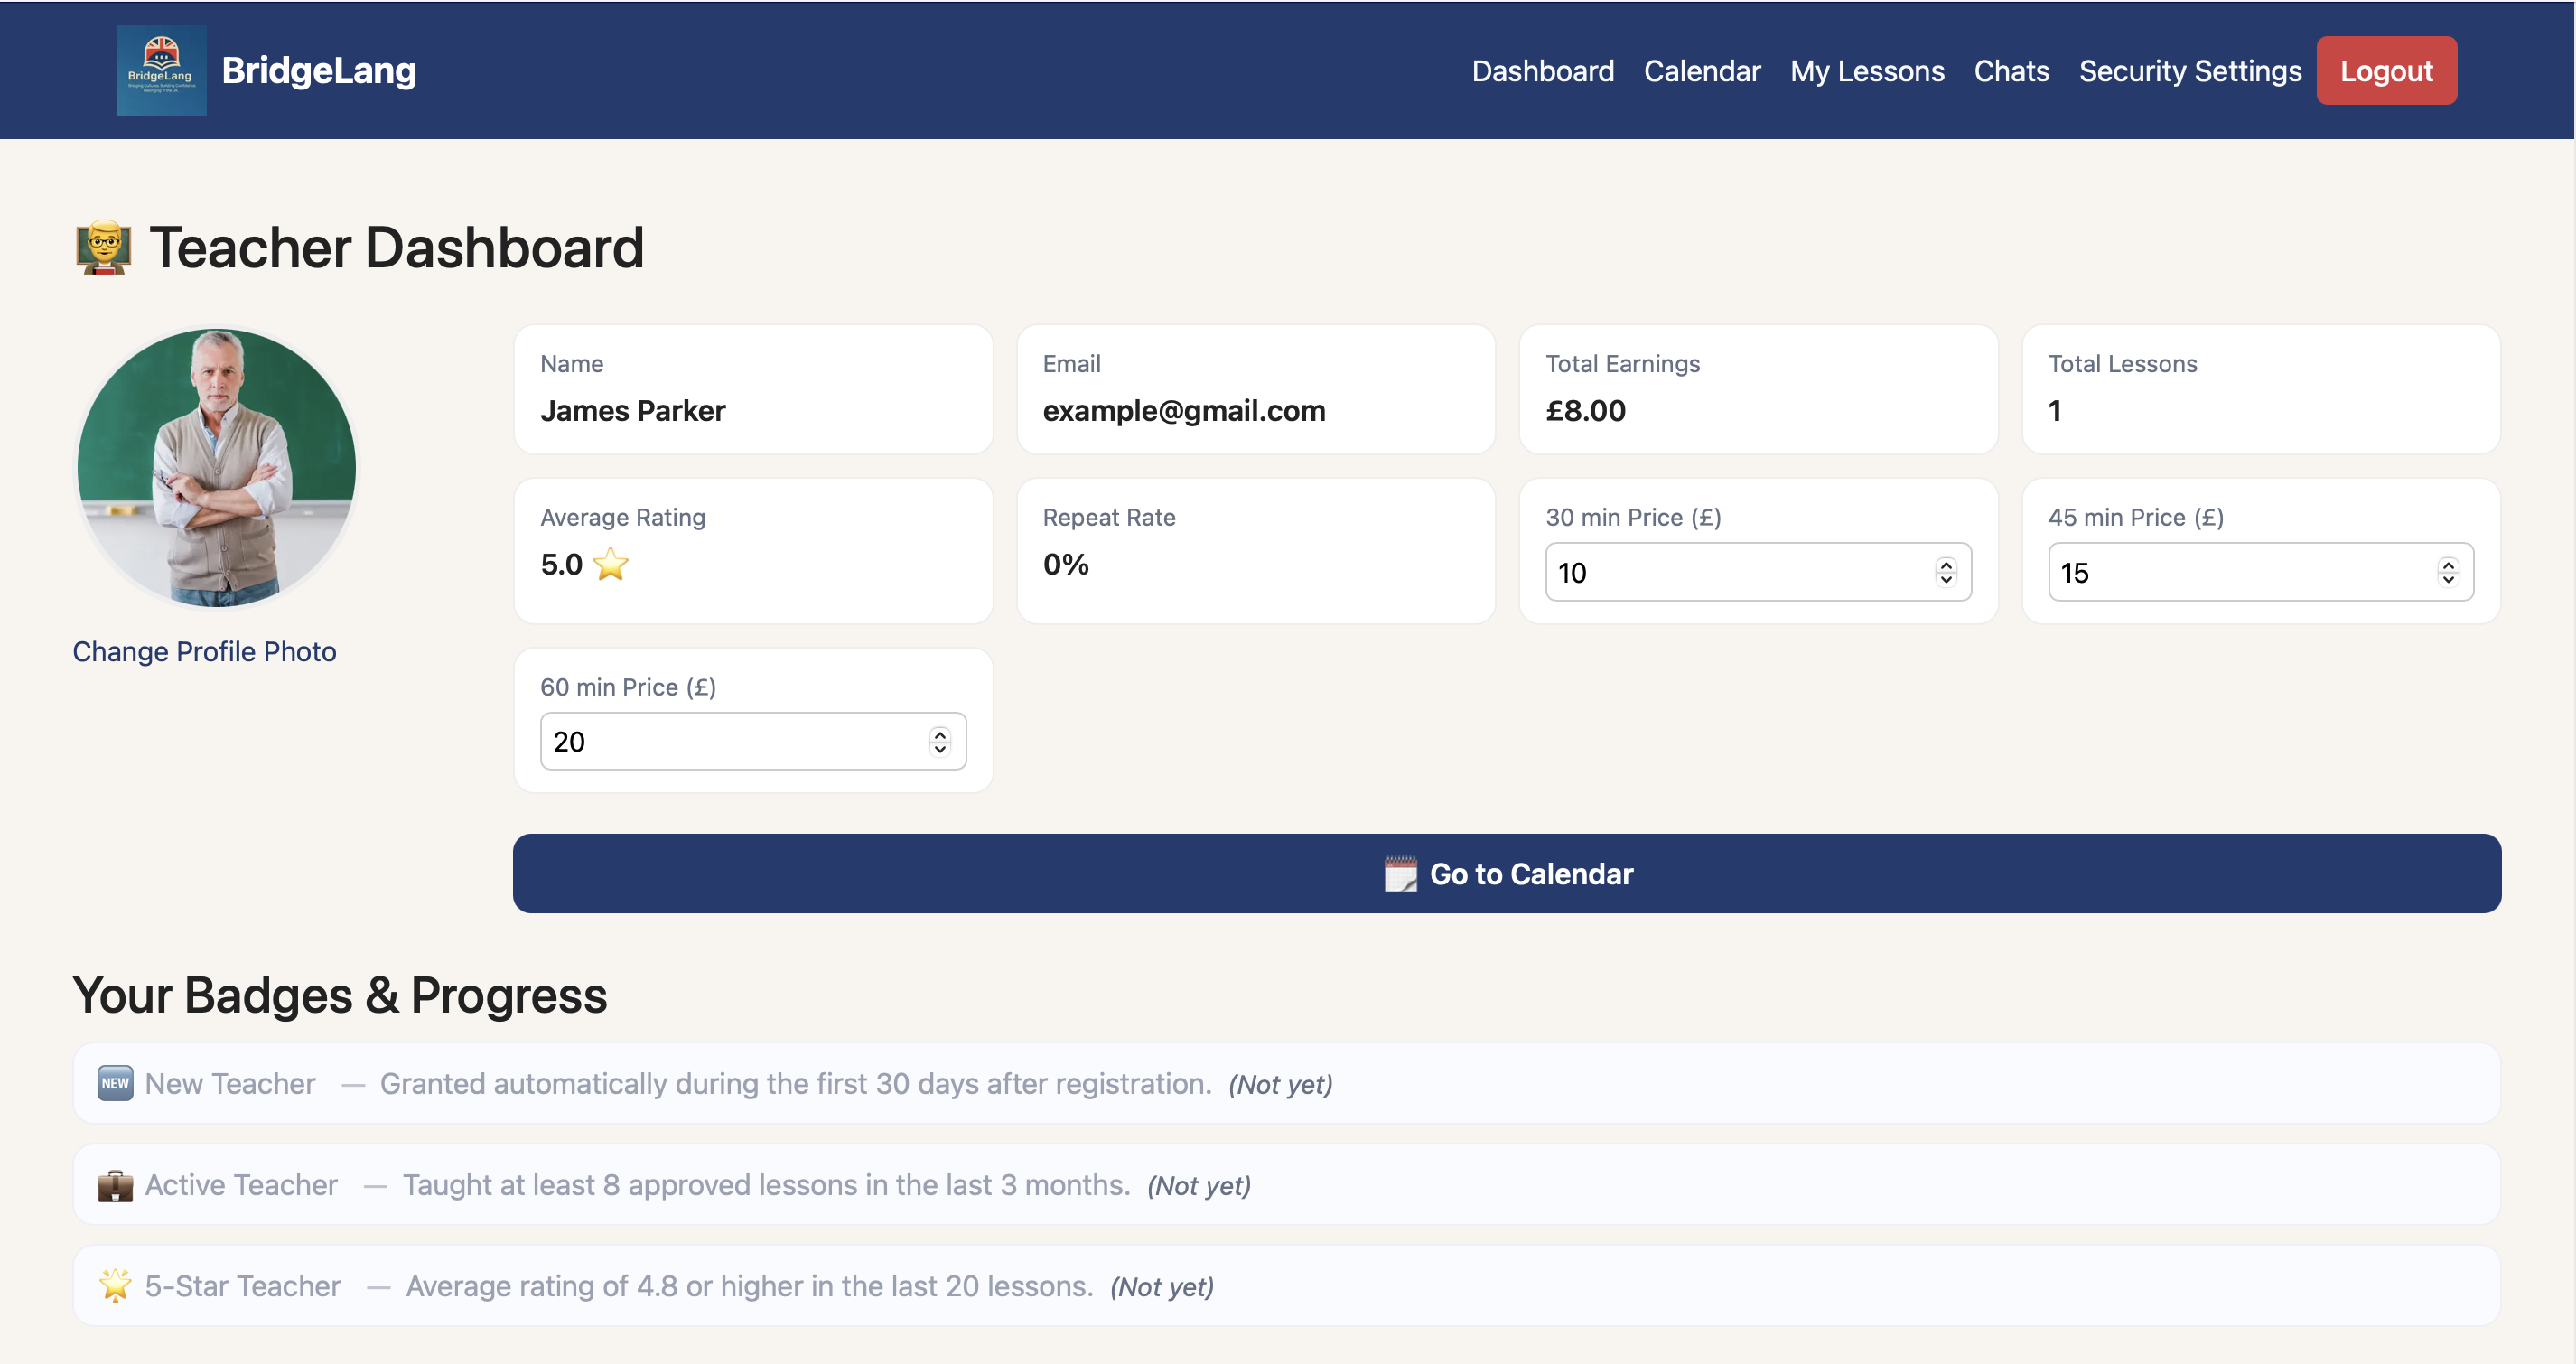 BridgeLang
BridgeLang
Dashboard Calendar My Lessons Chats Security Settings Logout
Teacher Dashboard
Name
James Parker
Email
example@gmail.com
Total Earnings
£8.00
Total Lessons
1
Average Rating
5.0
Repeat Rate
0%
30 min Price (£)
10
45 min Price (£)
15
Change Profile Photo
60 min Price (£)
20
Go to Calendar
Your Badges & Progress
NEW New Teacher — Granted automatically during the first 30 days after registration. (Not yet)
Active Teacher — Taught at least 8 approved lessons in the last 3 months. (Not yet)
5-Star Teacher — Average rating of 4.8 or higher in the last 20 lessons. (Not yet)